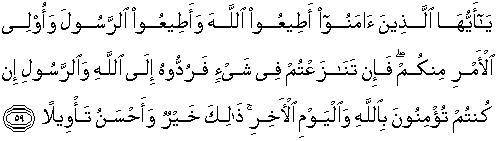 يَـٰٓأَيُّهَا ٱلَّذِينَ ءَامَنُوٓا۟ أَطِيعُوا۟ ٱللَّهَ وَأَطِيعُوا۟ ٱلرَّسُولَ وَأُو۟لِى
ٱلْأَمْرِ مِنكُمْ ۖ فَإِن تَنَـٰزَعْتُمْ فِى شَىْءٍ فَرُدُّوهُ إِلَى ٱللَّهِ وَٱلرَّسُولِ إِن
كُنتُمْ تُؤْمِنُونَ بِٱللَّهِ وَٱلْيَوْمِ ٱلْـَٔاخِرِ ۚ ذَٰلِكَ خَيْرٌ وَأَحْسَنُ تَأْوِيلًا ﴿٥٩﴾